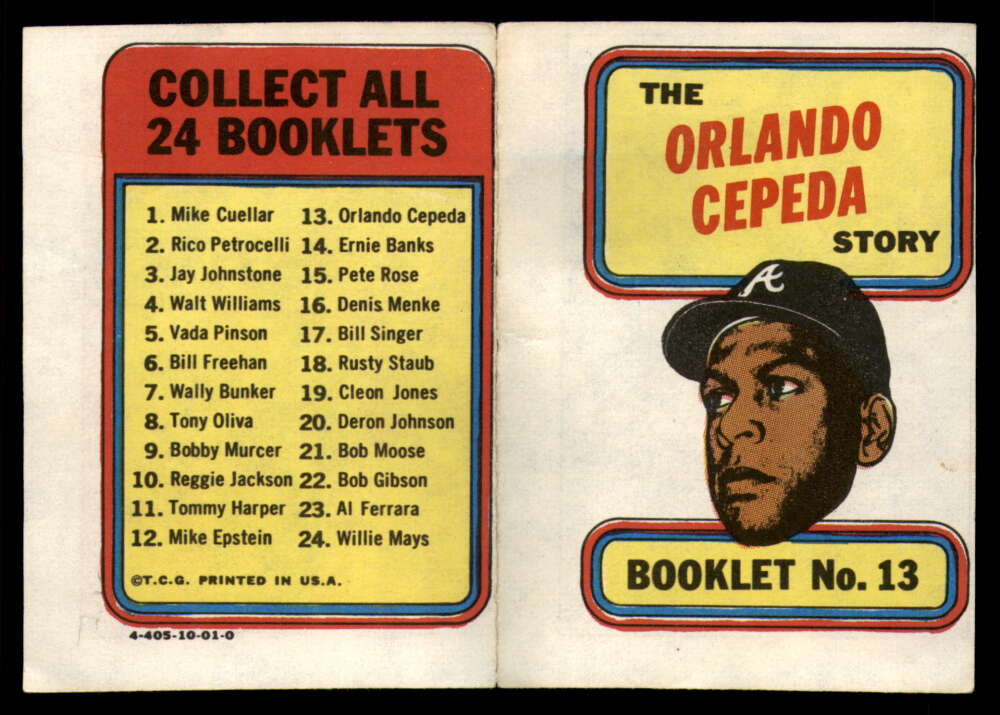 COLLECT ALL
24 BOOKLETS
1. Mike Cuellar
2. Rico Petrocelli
3. Jay Johnstone
4. Walt Williams
5. Vada Pinson
6. Bill Freehan
7. Wally Bunker
8. Tony Oliva
9. Bobby Murcer
10. Reggie Jackson
11. Tommy Harper
12. Mike Epstein
13. Orlando Cepeda
14. Ernie Banks
15. Pete Rose
16. Denis Menke
17. Bill Singer
18. Rusty Staub
19. Cleon Jones
20. Deron Johnson
21. Bob Moose
22. Bob Gibson
23. Al Ferrara
24. Willie Mays
©T.C.G. PRINTED IN U.S.A.
4-405-10-01-0
THE
ORLANDO
CEPEDA
STORY
A
BOOKLET No. 13